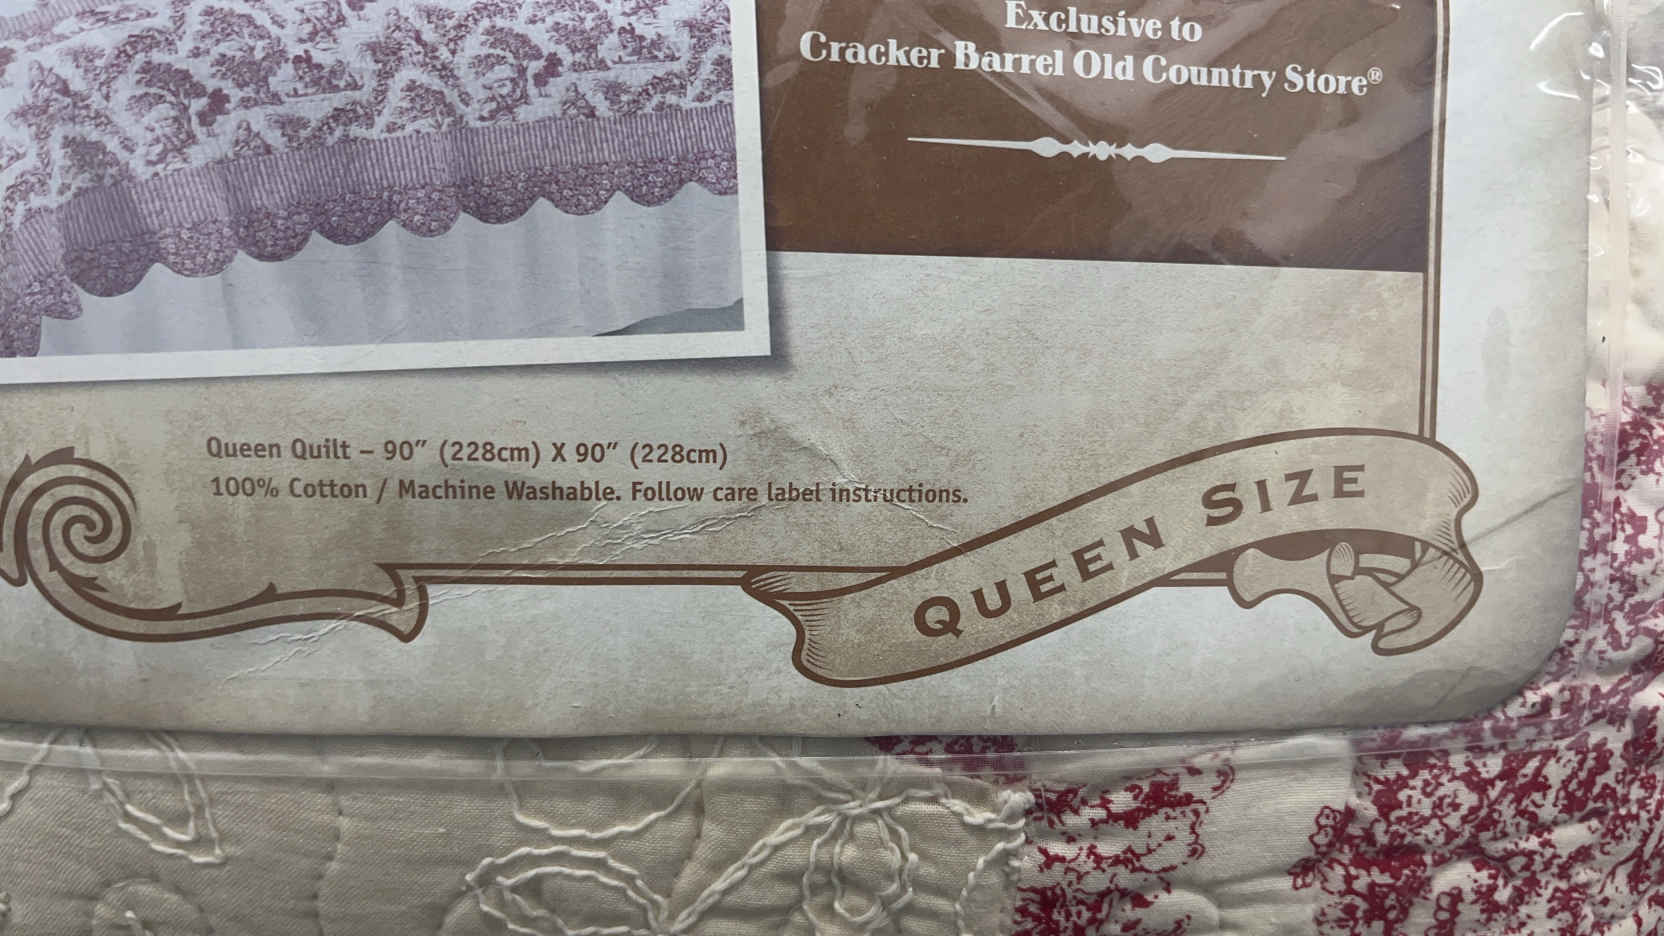 Exclusive to
Cracker Barrel Old Country Store®
Queen Quilt – 90” (228cm) X 90” (228cm)
100% Cotton / Machine Washable. Follow care label instructions.
QUEEN SIZE